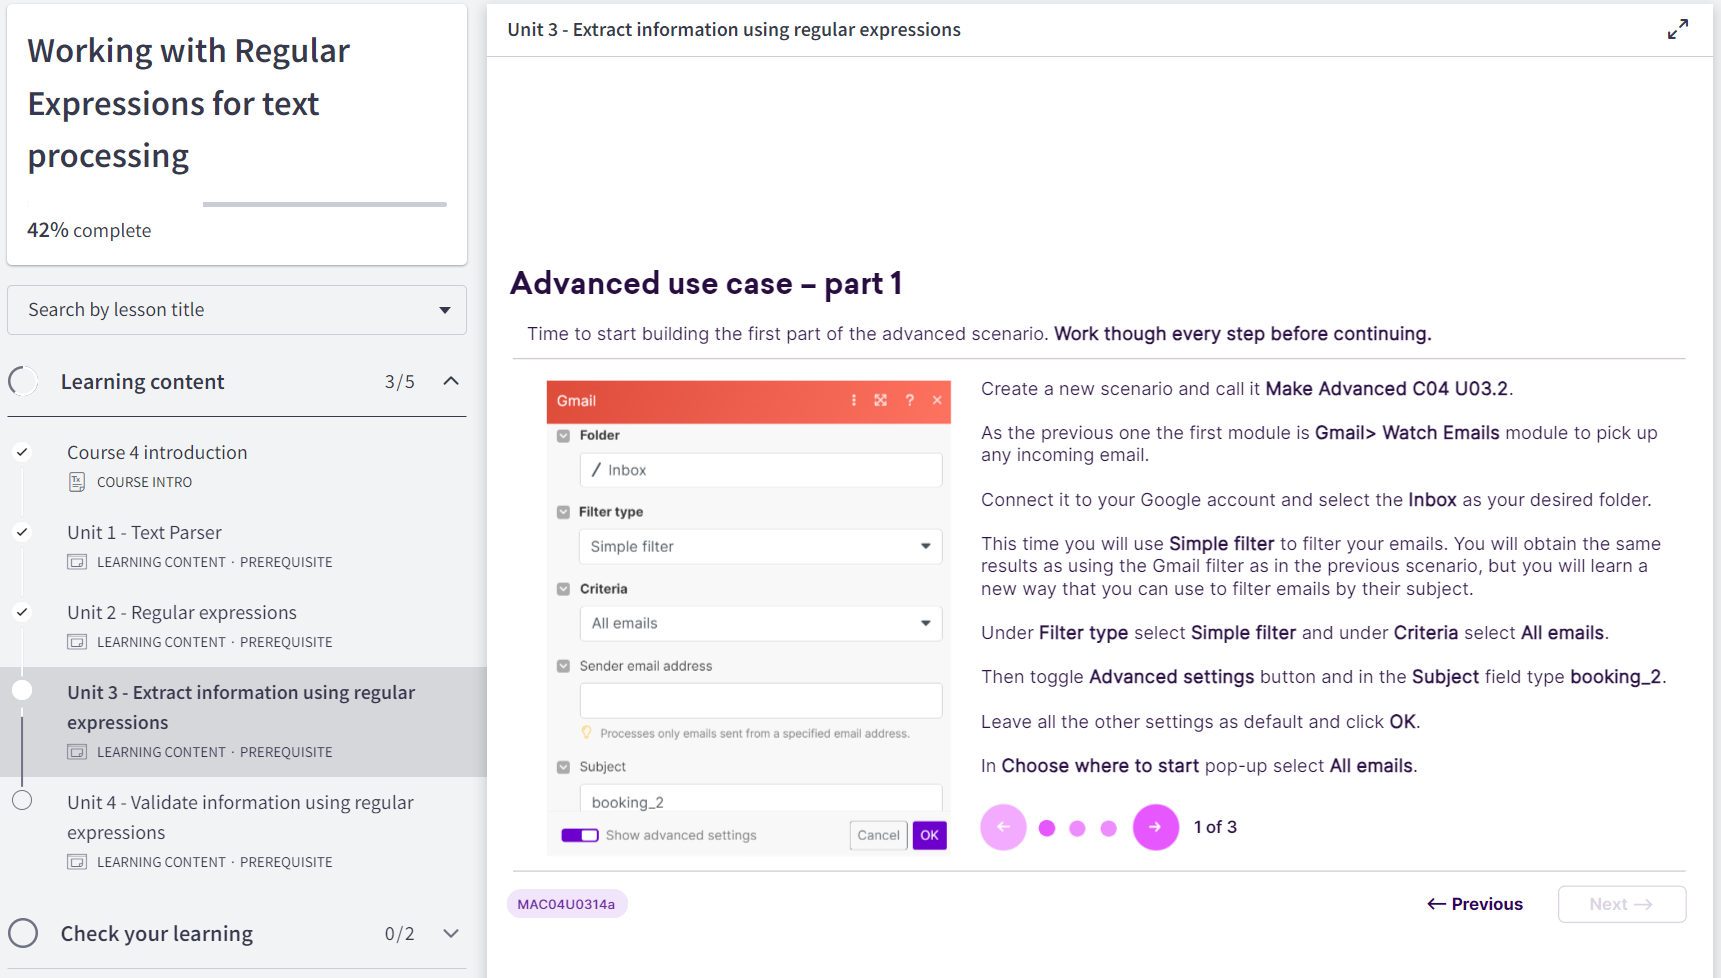 Working with Regular
Expressions for text
processing
42% complete
Search by lesson title
Learning content 3/5
Course 4 introduction
COURSE INTRO
Unit 1 - Text Parser
LEARNING CONTENT · PREREQUISITE
Unit 2 - Regular expressions
LEARNING CONTENT · PREREQUISITE
Unit 3 - Extract information using regular
expressions
LEARNING CONTENT · PREREQUISITE
Unit 4 - Validate information using regular
expressions
LEARNING CONTENT · PREREQUISITE
Check your learning 0/2
Unit 3 - Extract information using regular expressions
Advanced use case – part 1
Time to start building the first part of the advanced scenario. Work though every step before continuing.
Gmail
Folder
/ Inbox
Filter type
Simple filter
Criteria
All emails
Sender email address
Processes only emails sent from a specified email address.
Subject
booking_2
Show advanced settings Cancel OK
Create a new scenario and call it Make Advanced C04 U03.2.
As the previous one the first module is Gmail> Watch Emails module to pick up
any incoming email.
Connect it to your Google account and select the Inbox as your desired folder.
This time you will use Simple filter to filter your emails. You will obtain the same
results as using the Gmail filter as in the previous scenario, but you will learn a
new way that you can use to filter emails by their subject.
Under Filter type select Simple filter and under Criteria select All emails.
Then toggle Advanced settings button and in the Subject field type booking_2.
Leave all the other settings as default and click OK.
In Choose where to start pop-up select All emails.
← → 1 of 3
MAC04U0314a
← Previous Next →